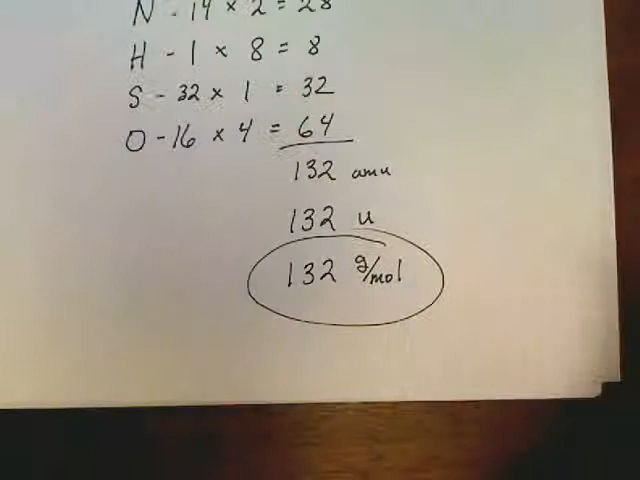 N - 14 × 2 = 28
H - 1 × 8 = 8
S - 32 × 1 = 32
O - 16 × 4 = 64
132 amu
132 u
132 g/mol